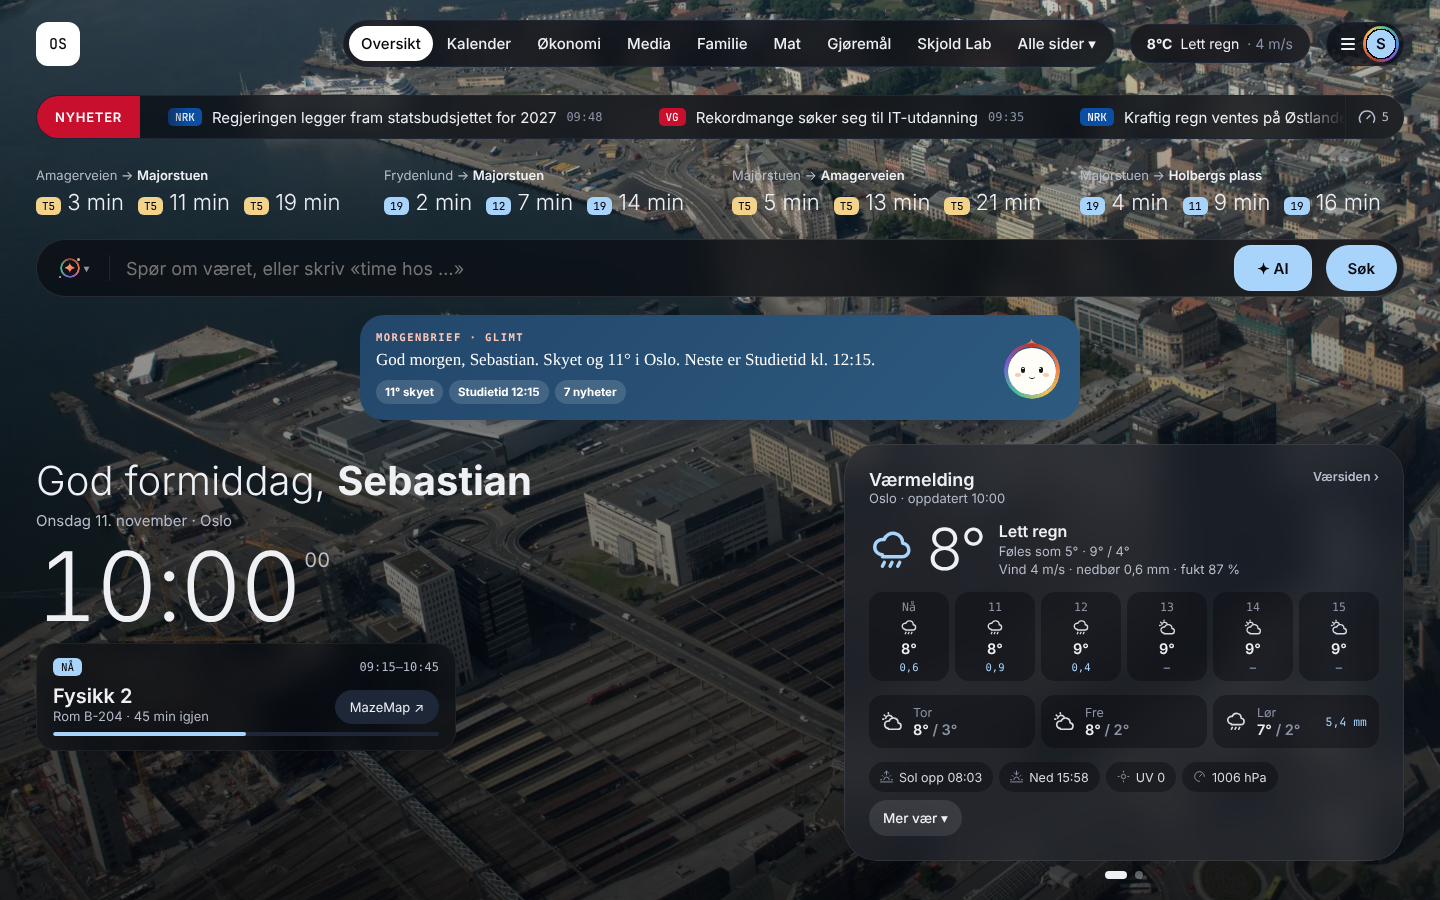 OS
Oversikt Kalender Økonomi Media Familie Mat Gjøremål Skjold Lab Alle sider ▾
8°C Lett regn · 4 m/s
S
NYHETER
NRK Regjeringen legger fram statsbudsjettet for 2027 09:48
VG Rekordmange søker seg til IT-utdanning 09:35
NRK Kraftig regn ventes på Østland
5
Amagerveien → Majorstuen
T5 3 min T5 11 min T5 19 min
Frydenlund → Majorstuen
19 2 min 12 7 min 19 14 min
Majorstuen → Amagerveien
T5 5 min T5 13 min T5 21 min
Majorstuen → Holbergs plass
19 4 min 11 9 min 19 16 min
Spør om været, eller skriv «time hos ...»
✦ AI
Søk
MORGENBRIEF · GLIMT
God morgen, Sebastian. Skyet og 11° i Oslo. Neste er Studietid kl. 12:15.
11° skyet Studietid 12:15 7 nyheter
God formiddag, Sebastian
Onsdag 11. november · Oslo
10:00 00
NÅ 09:15–10:45
Fysikk 2
Rom B-204 · 45 min igjen
MazeMap ↗
Værmelding
Værsiden ›
Oslo · oppdatert 10:00
8°
Lett regn
Føles som 5° · 9° / 4°
Vind 4 m/s · nedbør 0,6 mm · fukt 87 %
Nå 11 12 13 14 15
8° 8° 9° 9° 9° 9°
0,6 0,9 0,4 – – –
Tor
8° / 3°
Fre
8° / 2°
Lør
7° / 2°
5,4 mm
Sol opp 08:03 Ned 15:58 UV 0 1006 hPa
Mer vær ▾